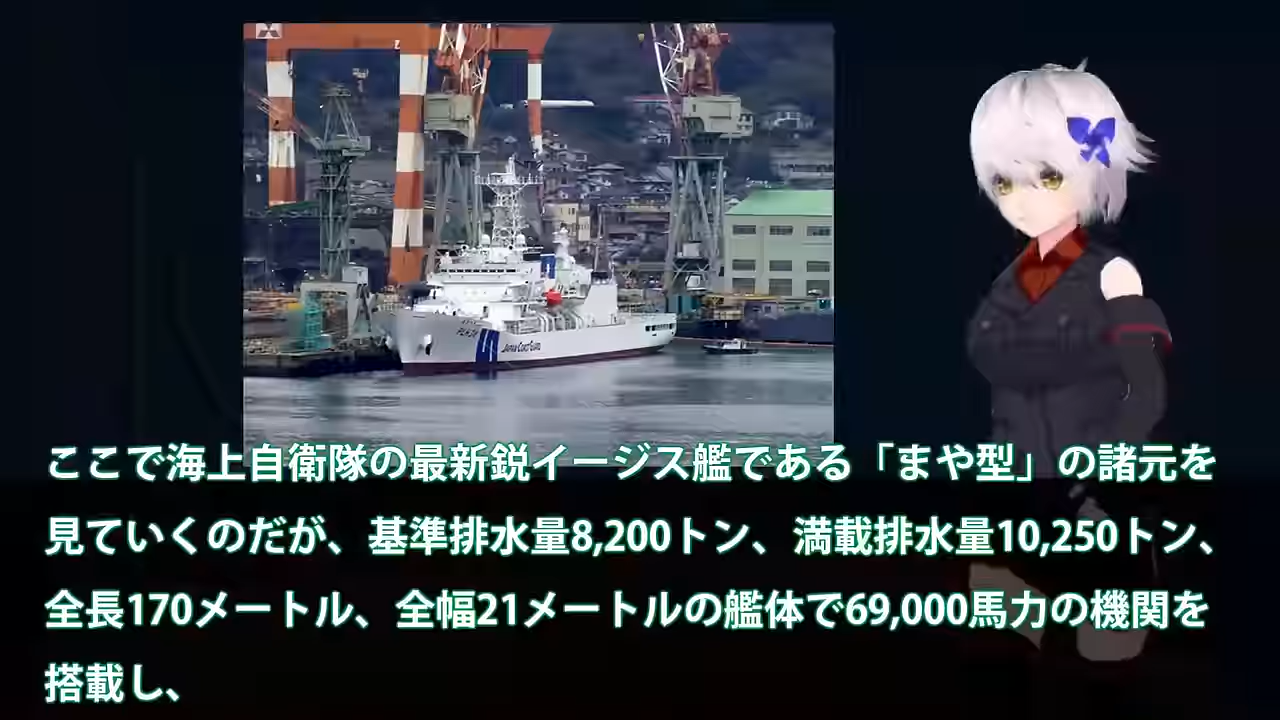 JAPAN COAST GUARD
ここで海上自衛隊の最新鋭イージス艦である「まや型」の諸元を
見ていくのだが、基準排水量8,200トン、満載排水量10,250トン、
全長170メートル、全幅21メートルの艦体で69,000馬力の機関を
搭載し、